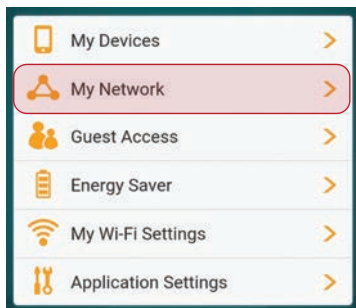 My Devices
My Network
Guest Access
Energy Saver
My Wi-Fi Settings
Application Settings